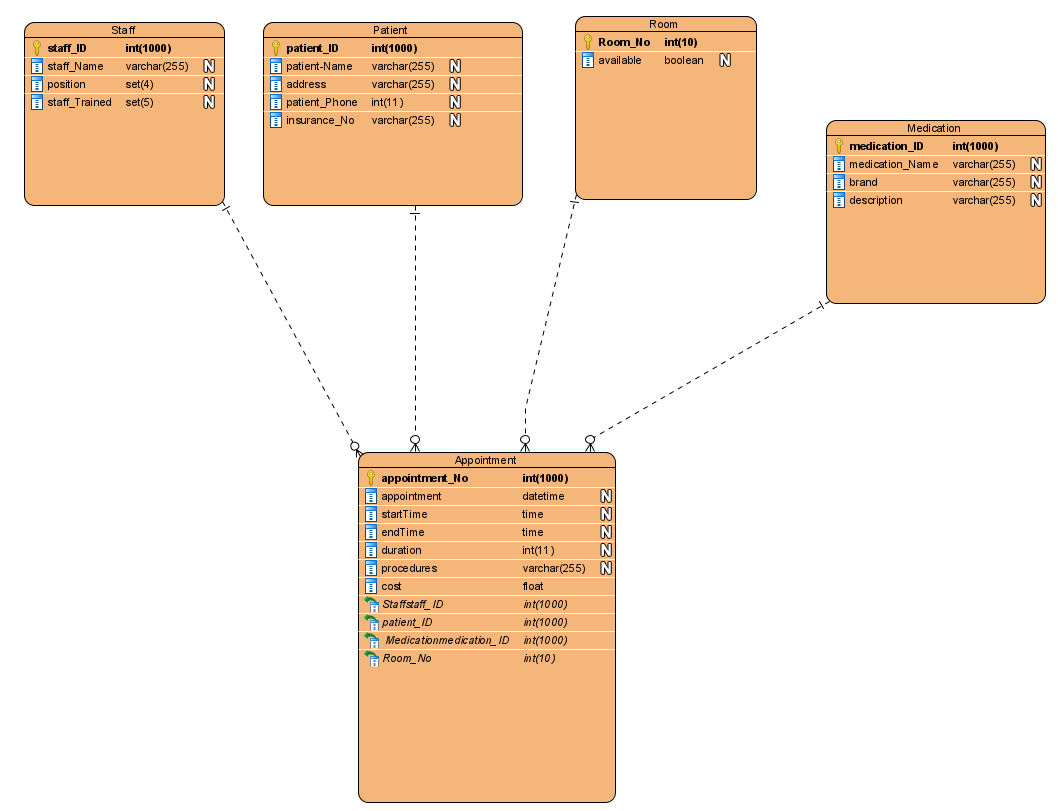 Staff
staff_ID int(1000)
staff_Name varchar(255) N
position set(4) N
staff_Trained set(5) N
Patient
patient_ID int(1000)
patient-Name varchar(255) N
address varchar(255) N
patient_Phone int(11) N
insurance_No varchar(255) N
Room
Room_No int(10)
available boolean N
Medication
medication_ID int(1000)
medication_Name varchar(255) N
brand varchar(255) N
description varchar(255) N
Appointment
appointment_No int(1000)
appointment datetime N
startTime time N
endTime time N
duration int(11) N
procedures varchar(255) N
cost float
Staffstaff_ID int(1000)
patient_ID int(1000)
Medicationmedication_ID int(1000)
Room_No int(10)